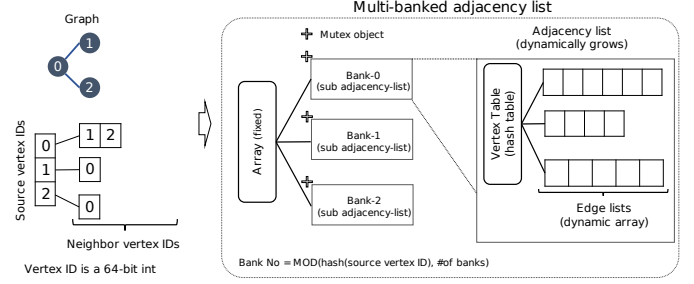 Multi-banked adjacency list
Graph
1
0
2
Source vertex IDs
0
1 2
1
0
2
0
Neighbor vertex IDs
Vertex ID is a 64-bit int
Mutex object
Array (fixed)
Bank-0
(sub adjacency-list)
Bank-1
(sub adjacency-list)
Bank-2
(sub adjacency-list)
Bank No = MOD(hash(source vertex ID), #of banks)
Adjacency list
(dynamically grows)
Vertex Table
(hash table)
Edge lists
(dynamic array)